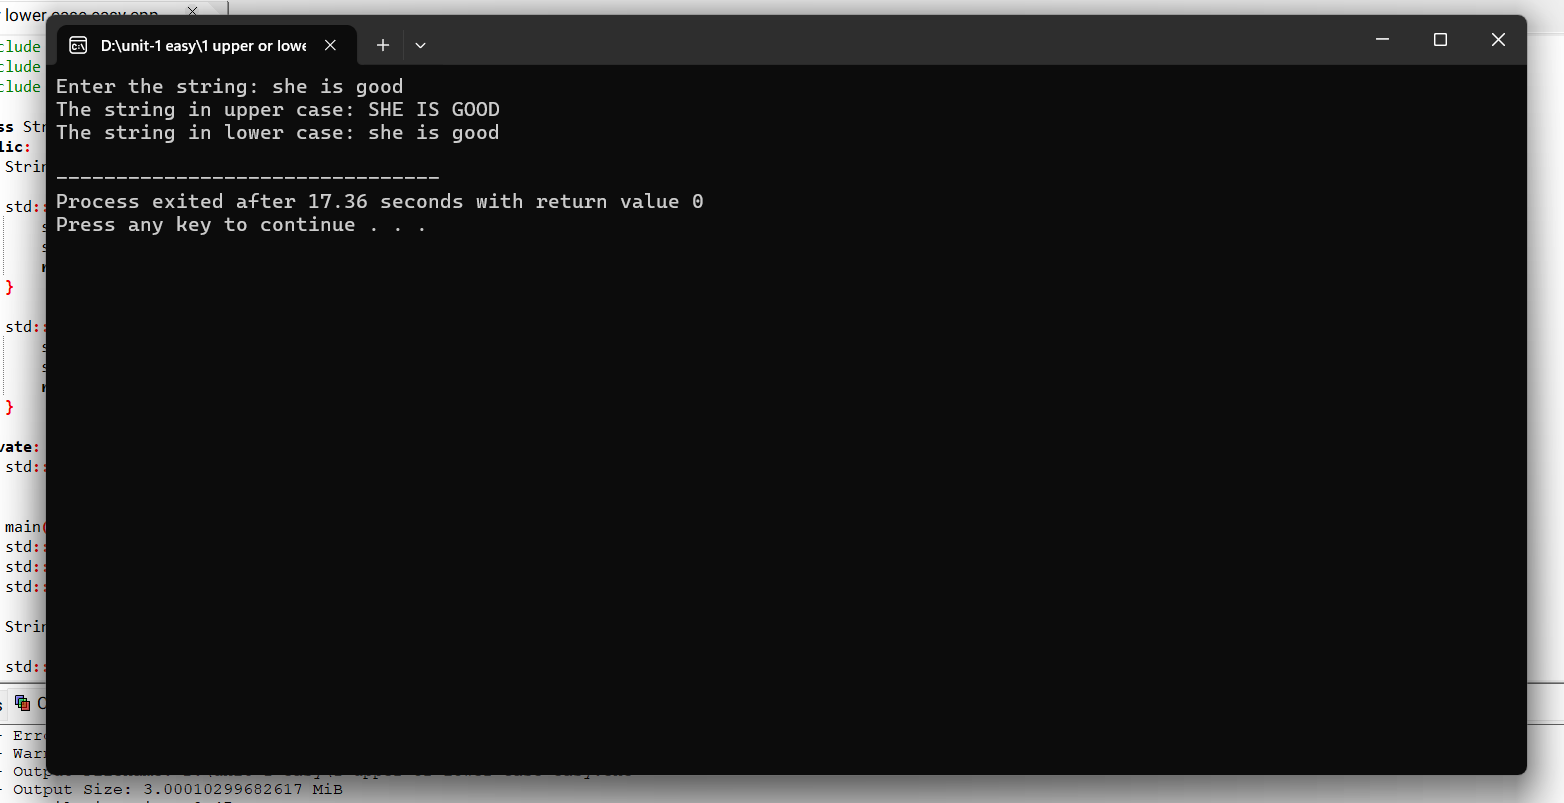 lower
D:\unit-1 easy\1 upper or lowe
Enter the string: she is good
The string in upper case: SHE IS GOOD
The string in lower case: she is good
--------------------------------
Process exited after 17.36 seconds with return value 0
Press any key to continue . . .
clude
clude
clude
ss Str
lic:
Strin
std::
s
s
r
}
std::
s
s
r
}
vate:
std::
main(
std::
std::
std::
Strin
std::
- Erro
- Warn
- Outp
- Output Size: 3.00010299682617 MiB